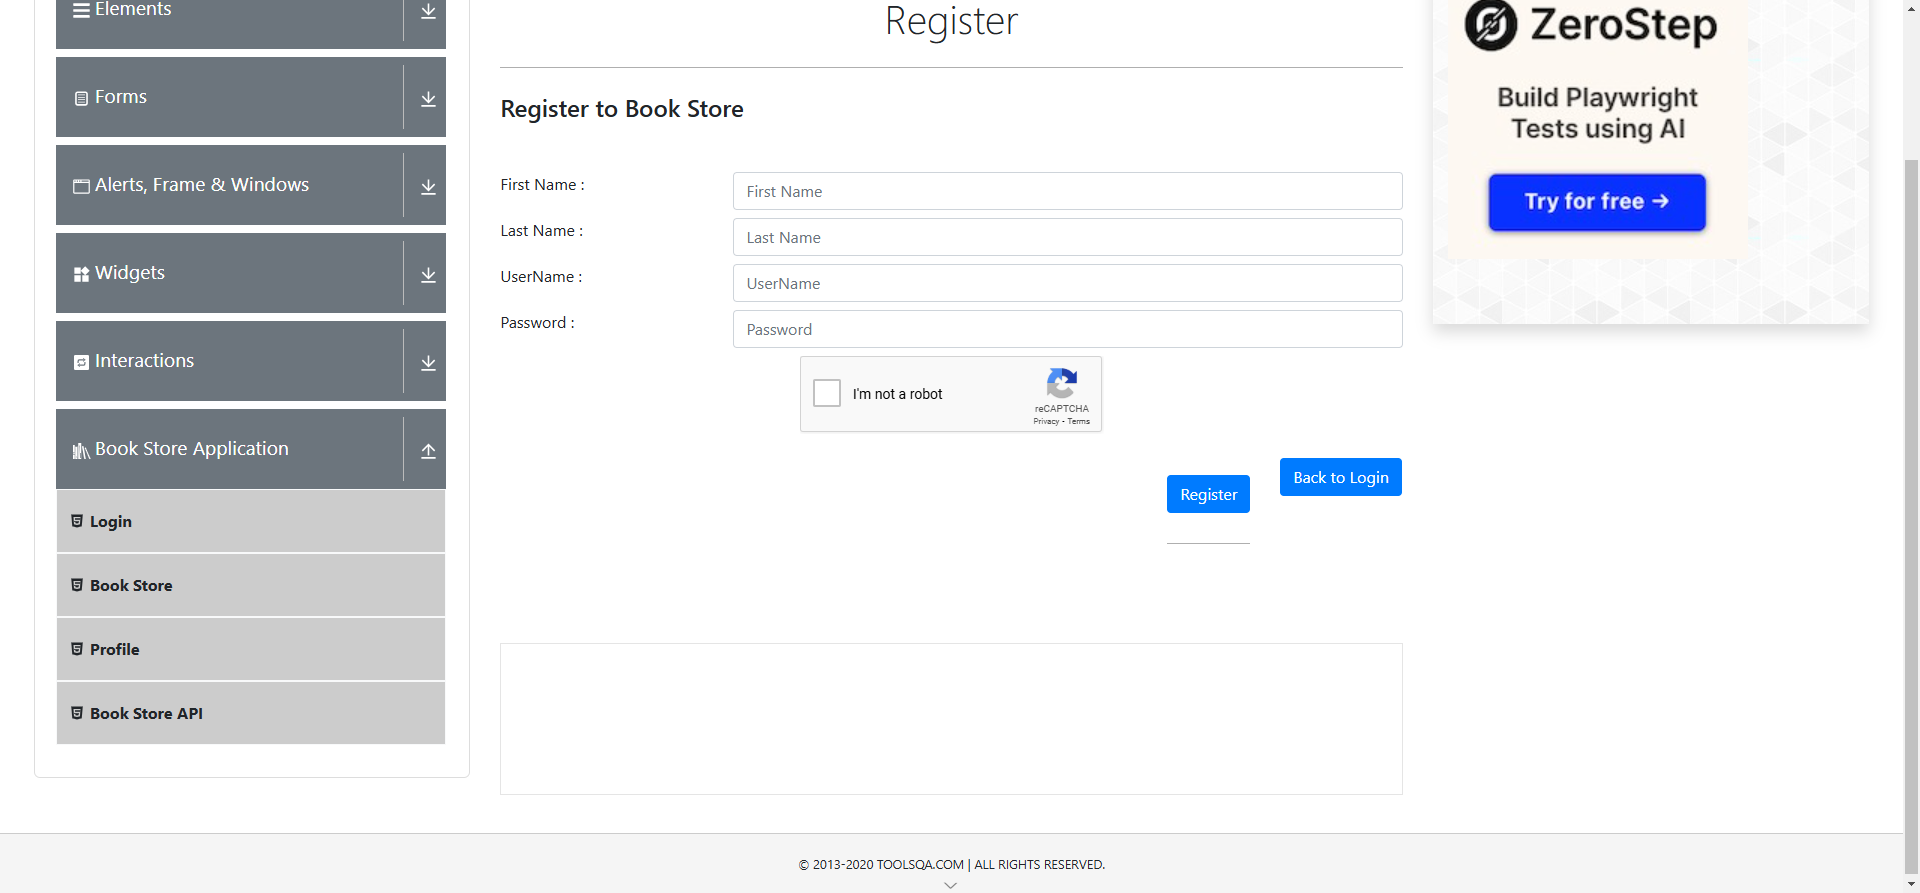 Elements
Forms
Alerts, Frame & Windows
Widgets
Interactions
Book Store Application
Login
Book Store
Profile
Book Store API
Register
Register to Book Store
First Name :
First Name
Last Name :
Last Name
UserName :
UserName
Password :
Password
I'm not a robot
reCAPTCHA
Privacy - Terms
Register
Back to Login
ZeroStep
Build Playwright
Tests using AI
Try for free →
© 2013-2020 TOOLSQA.COM | ALL RIGHTS RESERVED.